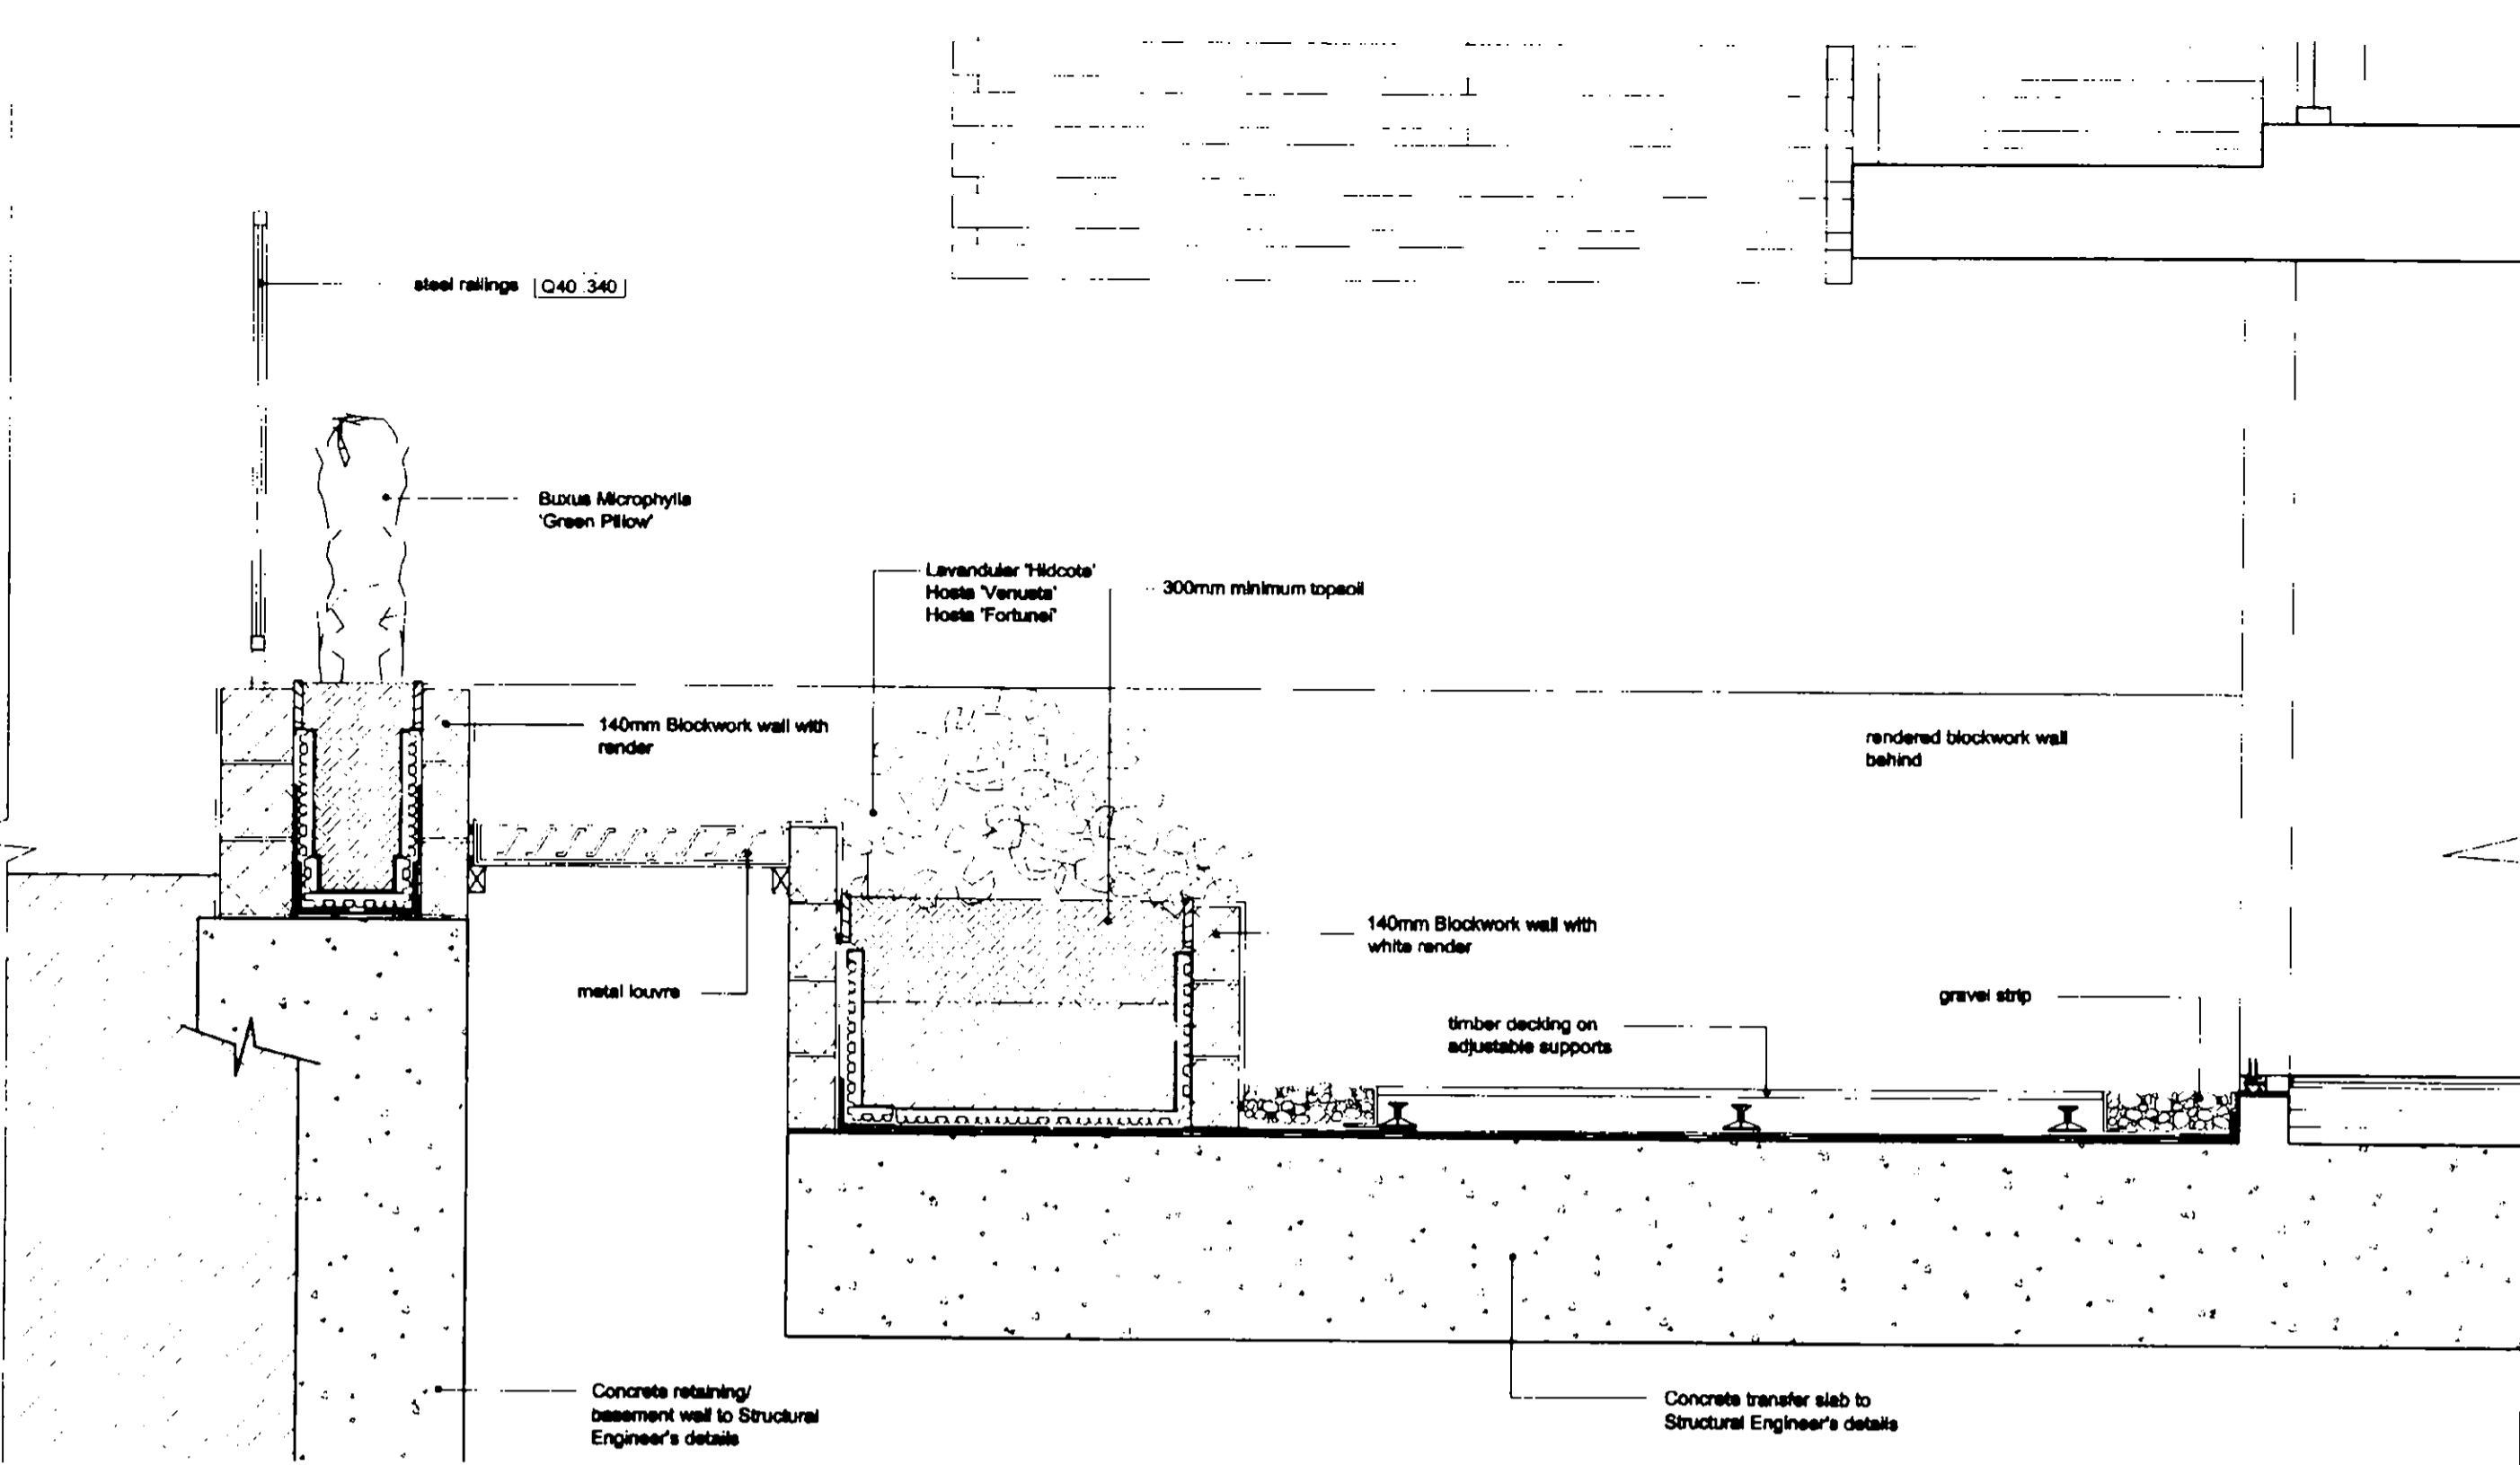 steel railings Q40 340
Buxus Microphylla
'Green Pillow'
Lavanduler 'Hidcote'
Hosta 'Venusta'
Hosta 'Fortunei'
300mm minimum topsoil
140mm Blockwork wall with
render
rendered blockwork wall
behind
140mm Blockwork wall with
white render
metal louvre
gravel strip
timber decking on
adjustable supports
Concrete retaining/
basement wall to Structural
Engineer's details
Concrete transfer slab to
Structural Engineer's details